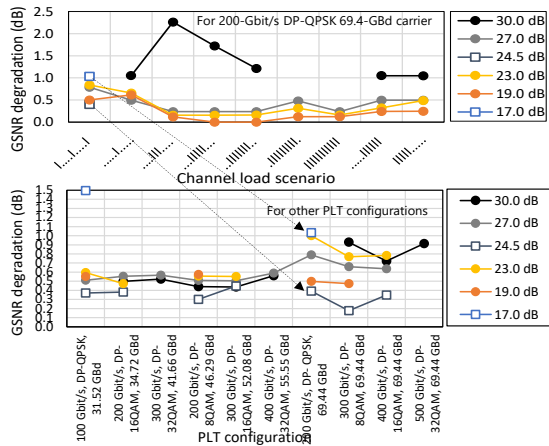 2.5
2.0
1.5
1.0
0.5
0.0
GSNR degradation (dB)
For 200-Gbit/s DP-QPSK 69.4-GBd carrier
30.0 dB
27.0 dB
24.5 dB
23.0 dB
19.0 dB
17.0 dB
I....I....I
....I....
...III....
...IIIII...
..IIIIIII..
.IIIIIIIII.
IIIIIIIIIII
.....IIIIII
IIIII......
Channel load scenario
1.5
1.4
1.3
1.2
1.1
1.0
0.9
0.8
0.7
0.6
0.5
0.4
0.3
0.2
0.1
0.0
GSNR degradation (dB)
For other PLT configurations
30.0 dB
27.0 dB
24.5 dB
23.0 dB
19.0 dB
17.0 dB
100 Gbit/s, DP-QPSK,
31.52 GBd
200 Gbit/s, DP-
16QAM, 34.72 GBd
300 Gbit/s, DP-
32QAM, 41.66 GBd
200 Gbit/s, DP-
8QAM, 46.29 GBd
300 Gbit/s, DP-
16QAM, 52.08 GBd
400 Gbit/s, DP-
32QAM, 55.55 GBd
200 Gbit/s, DP-QPSK,
69.44 GBd
300 Gbit/s, DP-
8QAM, 69.44 GBd
400 Gbit/s, DP-
16QAM, 69.44 GBd
500 Gbit/s, DP-
32QAM, 69.44 GBd
PLT configuration